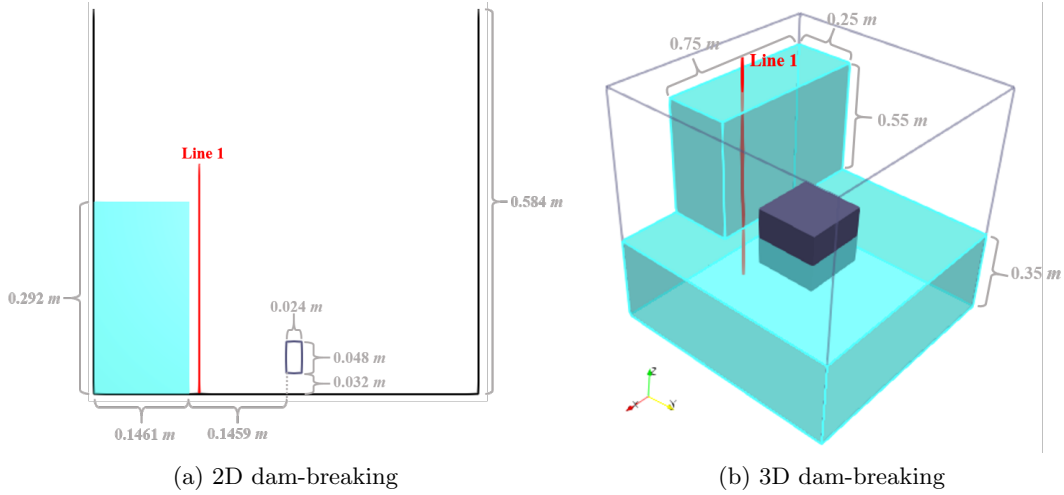 0.25 m
0.75 m
Line 1
0.55 m
Line 1
0.584 m
0.292 m
0.35 m
0.024 m
0.048 m
0.032 m
z
x
Y
0.1461 m
0.1459 m
(a) 2D dam-breaking
(b) 3D dam-breaking